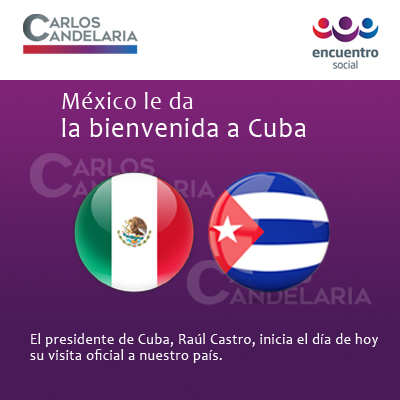 CARLOS
CANDELARIA
encuentro
social
México le da
la bienvenida a Cuba
CARLOS
CANDELARIA
CARLOS
CANDELARIA
El presidente de Cuba, Raúl Castro, inicia el día de hoy
su visita oficial a nuestro país.